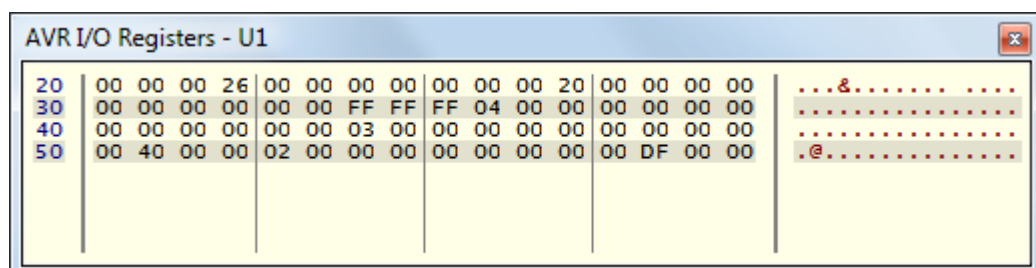 AVR I/O Registers - U1
20 00 00 00 26 00 00 00 00 00 00 00 20 00 00 00 00 ...&....... ....
30 00 00 00 00 00 00 FF FF FF 04 00 00 00 00 00 00 ................
40 00 00 00 00 00 00 03 00 00 00 00 00 00 00 00 00 ................
50 00 40 00 00 02 00 00 00 00 00 00 00 00 DF 00 00 .@..............